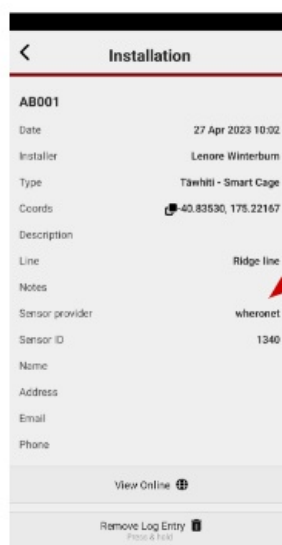 Installation
AB001
Date 27 Apr 2023 10:02
Installer Lenore Winterburn
Type Tāwhiti - Smart Cage
Coords -40.83530, 175.22167
Description
Line Ridge line
Notes
Sensor provider wheronet
Sensor ID 1340
Name
Address
Email
Phone
View Online
Remove Log Entry
Press & hold